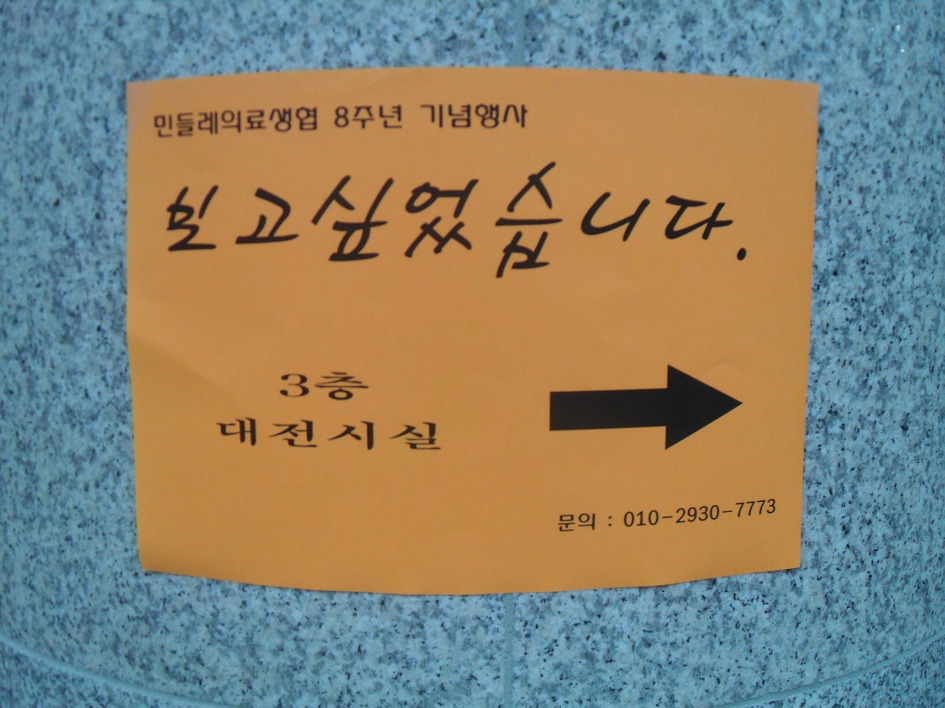 민들레의료생협 8주년 기념행사
보고싶었습니다.
3층
대전시실
문의 : 010-2930-7773